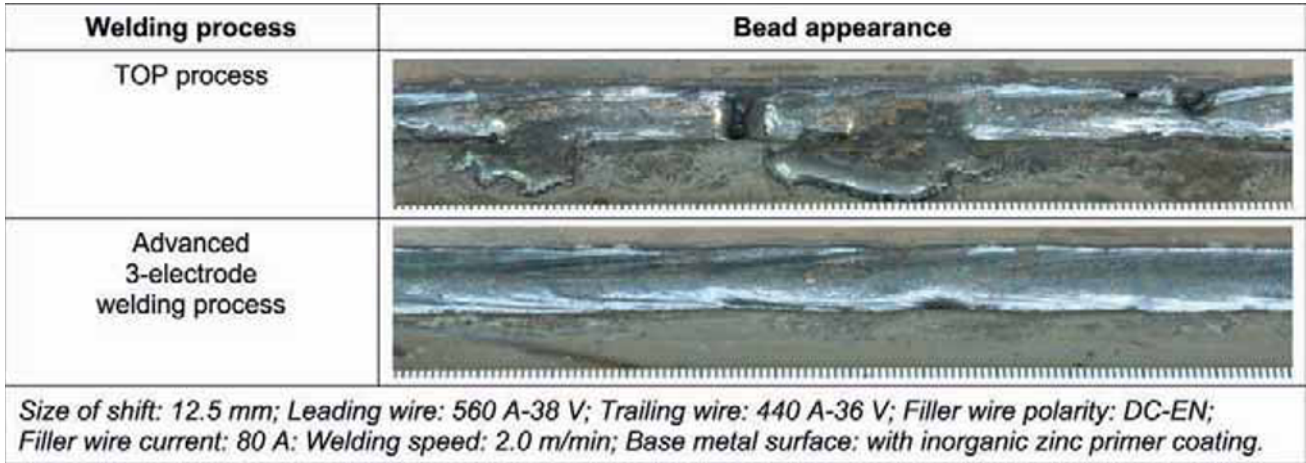 Welding process
Bead appearance
TOP process
Advanced
3-electrode
welding process
Size of shift: 12.5 mm; Leading wire: 560 A-38 V; Trailing wire: 440 A-36 V; Filler wire polarity: DC-EN;
Filler wire current: 80 A: Welding speed: 2.0 m/min; Base metal surface: with inorganic zinc primer coating.